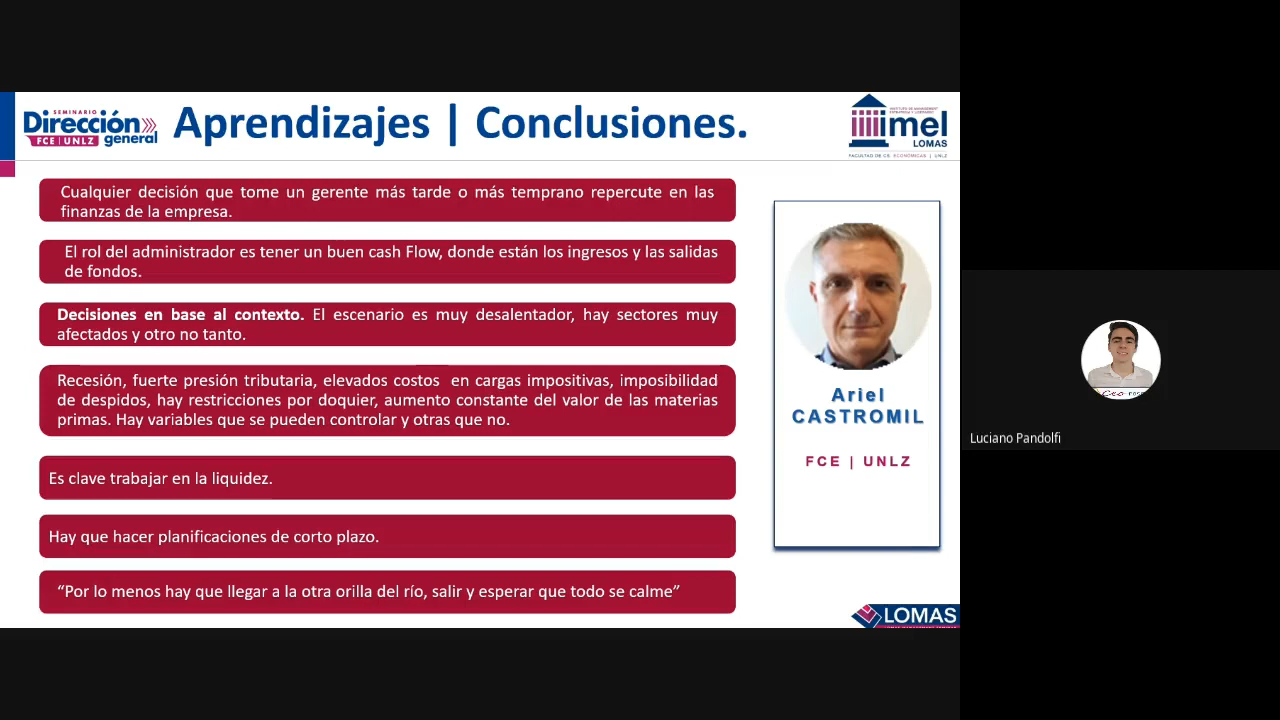 SEMINARIO
Dirección
general
FCE | UNLZ
Aprendizajes | Conclusiones.
INSTITUTO DE MANAGEMENT
imel
LOMAS
FACULTAD DE CS. ECONÓMICAS | UNLZ
Cualquier decisión que tome un gerente más tarde o más temprano repercute en las
finanzas de la empresa.
El rol del administrador es tener un buen cash Flow, donde están los ingresos y las salidas
de fondos.
Decisiones en base al contexto. El escenario es muy desalentador, hay sectores muy
afectados y otro no tanto.
Recesión, fuerte presión tributaria, elevados costos en cargas impositivas, imposibilidad
de despidos, hay restricciones por doquier, aumento constante del valor de las materias
primas. Hay variables que se pueden controlar y otras que no.
Es clave trabajar en la liquidez.
Hay que hacer planificaciones de corto plazo.
“Por lo menos hay que llegar a la otra orilla del río, salir y esperar que todo se calme”
Ariel
CASTROMIL
FCE | UNLZ
LOMAS
Luciano Pandolfi